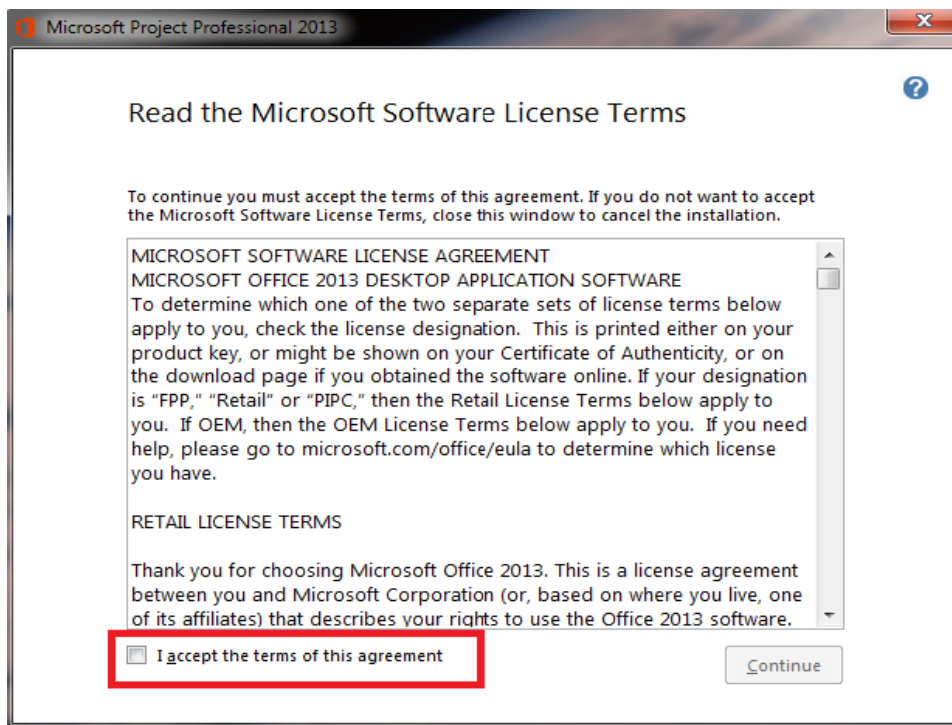 Microsoft Project Professional 2013
Read the Microsoft Software License Terms
To continue you must accept the terms of this agreement. If you do not want to accept
the Microsoft Software License Terms, close this window to cancel the installation.
MICROSOFT SOFTWARE LICENSE AGREEMENT
MICROSOFT OFFICE 2013 DESKTOP APPLICATION SOFTWARE
To determine which one of the two separate sets of license terms below
apply to you, check the license designation.  This is printed either on your
product key, or might be shown on your Certificate of Authenticity, or on
the download page if you obtained the software online. If your designation
is “FPP,” “Retail” or “PIPC,” then the Retail License Terms below apply to
you.  If OEM, then the OEM License Terms below apply to you.  If you need
help, please go to microsoft.com/office/eula to determine which license
you have.
RETAIL LICENSE TERMS
Thank you for choosing Microsoft Office 2013. This is a license agreement
between you and Microsoft Corporation (or, based on where you live, one
of its affiliates) that describes your rights to use the Office 2013 software.
I accept the terms of this agreement
Continue